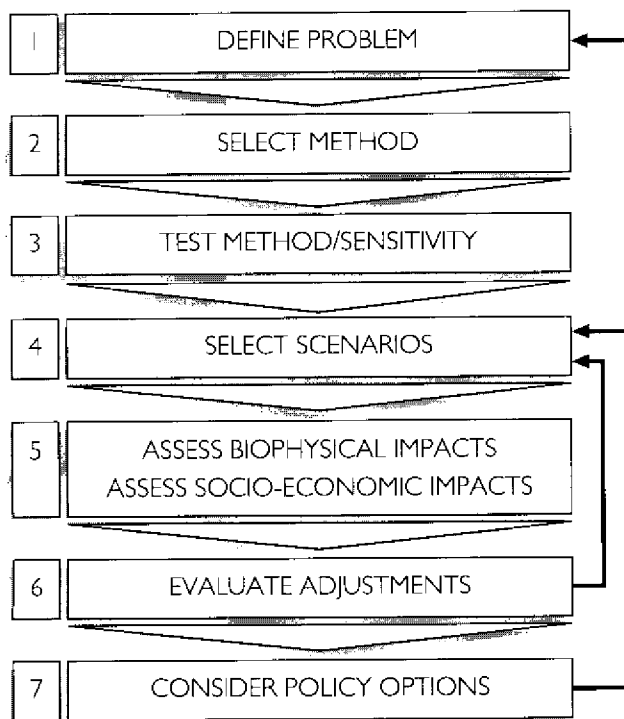 1 DEFINE PROBLEM
2 SELECT METHOD
3 TEST METHOD/SENSITIVITY
4 SELECT SCENARIOS
5 ASSESS BIOPHYSICAL IMPACTS
ASSESS SOCIO-ECONOMIC IMPACTS
6 EVALUATE ADJUSTMENTS
7 CONSIDER POLICY OPTIONS